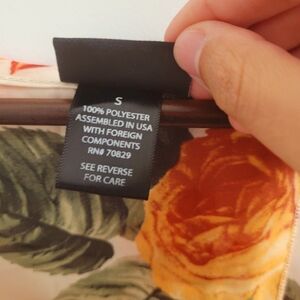 S
100% POLYESTER
ASSEMBLED IN USA
WITH FOREIGN
COMPONENTS
RN# 70829
SEE REVERSE
FOR CARE